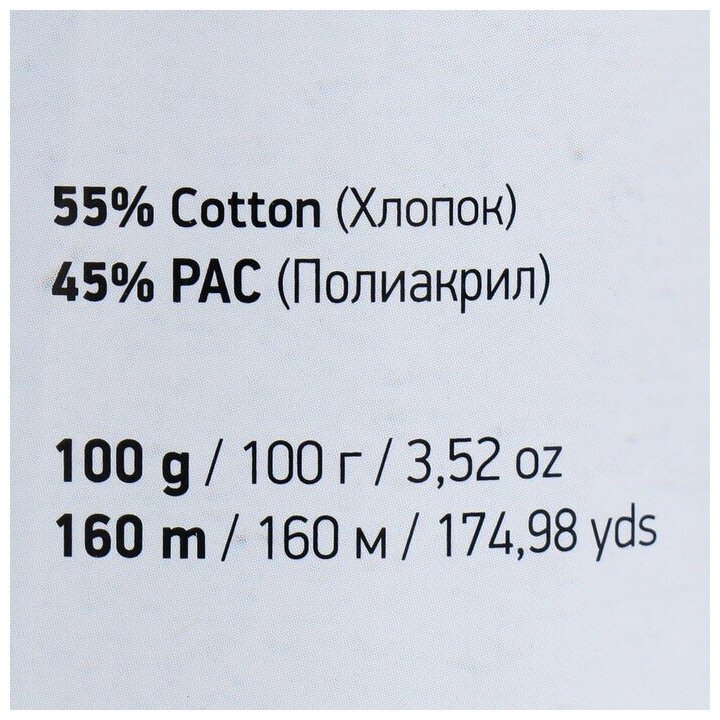 55% Cotton (Хлопок)
45% PAC (Полиакрил)
100 g / 100 г / 3,52 oz
160 m / 160 м / 174,98 yds